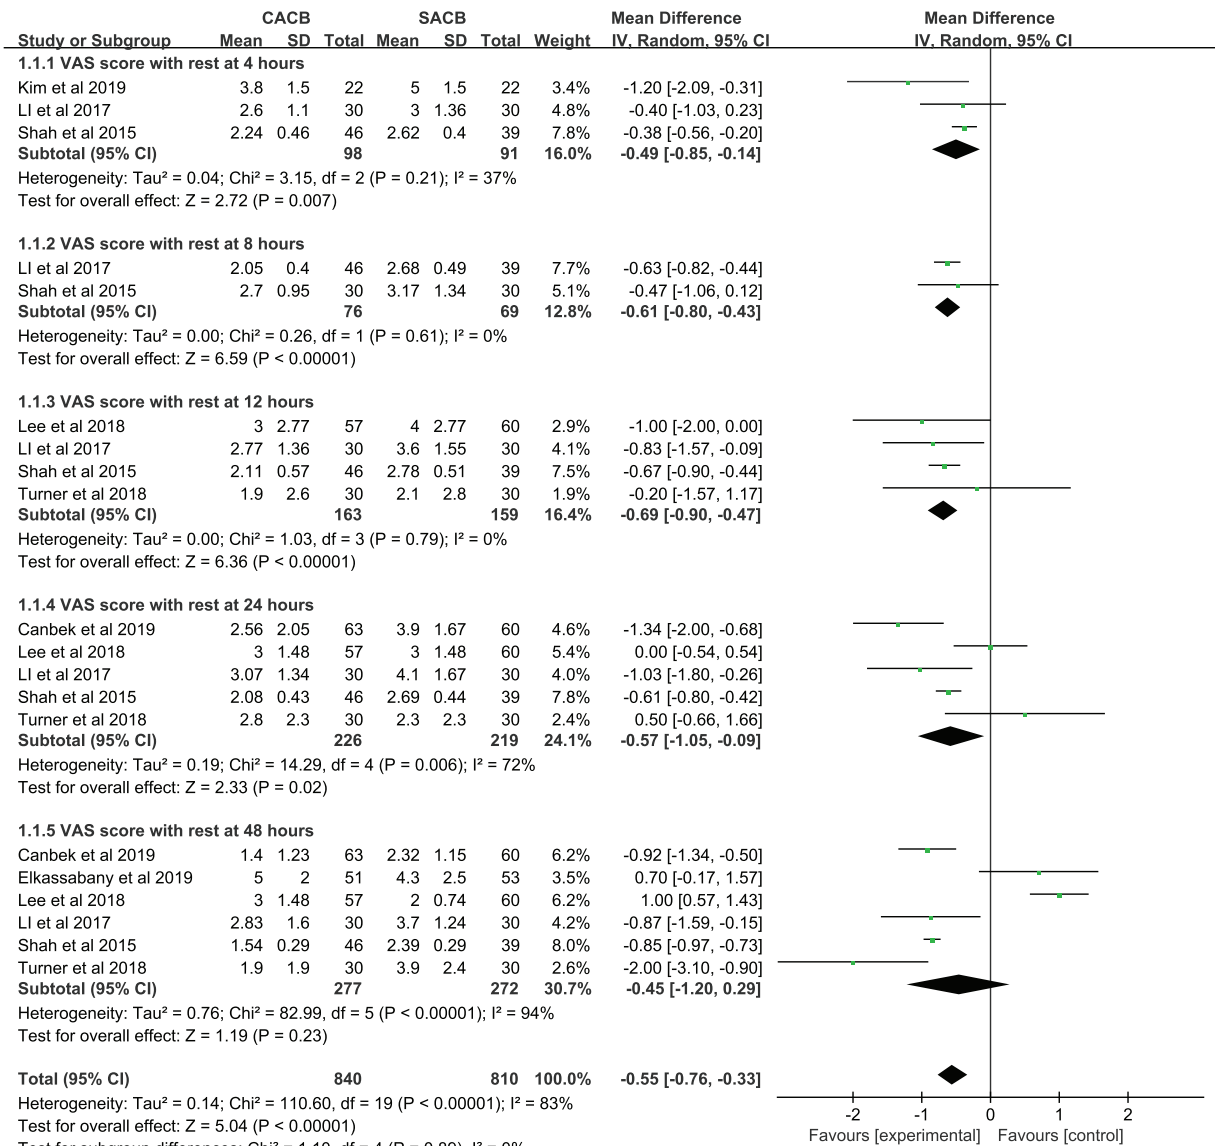 CACB SACB Mean Difference Mean Difference
Study or Subgroup Mean SD Total Mean SD Total Weight IV, Random, 95% CI IV, Random, 95% CI
1.1.1 VAS score with rest at 4 hours
Kim et al 2019 3.8 1.5 22 5 1.5 22 3.4% -1.20 [-2.09, -0.31]
LI et al 2017 2.6 1.1 30 3 1.36 30 4.8% -0.40 [-1.03, 0.23]
Shah et al 2015 2.24 0.46 46 2.62 0.4 39 7.8% -0.38 [-0.56, -0.20]
Subtotal (95% CI) 98 91 16.0% -0.49 [-0.85, -0.14]
Heterogeneity: Tau² = 0.04; Chi² = 3.15, df = 2 (P = 0.21); I² = 37%
Test for overall effect: Z = 2.72 (P = 0.007)
1.1.2 VAS score with rest at 8 hours
LI et al 2017 2.05 0.4 46 2.68 0.49 39 7.7% -0.63 [-0.82, -0.44]
Shah et al 2015 2.7 0.95 30 3.17 1.34 30 5.1% -0.47 [-1.06, 0.12]
Subtotal (95% CI) 76 69 12.8% -0.61 [-0.80, -0.43]
Heterogeneity: Tau² = 0.00; Chi² = 0.26, df = 1 (P = 0.61); I² = 0%
Test for overall effect: Z = 6.59 (P < 0.00001)
1.1.3 VAS score with rest at 12 hours
Lee et al 2018 3 2.77 57 4 2.77 60 2.9% -1.00 [-2.00, 0.00]
LI et al 2017 2.77 1.36 30 3.6 1.55 30 4.1% -0.83 [-1.57, -0.09]
Shah et al 2015 2.11 0.57 46 2.78 0.51 39 7.5% -0.67 [-0.90, -0.44]
Turner et al 2018 1.9 2.6 30 2.1 2.8 30 1.9% -0.20 [-1.57, 1.17]
Subtotal (95% CI) 163 159 16.4% -0.69 [-0.90, -0.47]
Heterogeneity: Tau² = 0.00; Chi² = 1.03, df = 3 (P = 0.79); I² = 0%
Test for overall effect: Z = 6.36 (P < 0.00001)
1.1.4 VAS score with rest at 24 hours
Canbek et al 2019 2.56 2.05 63 3.9 1.67 60 4.6% -1.34 [-2.00, -0.68]
Lee et al 2018 3 1.48 57 3 1.48 60 5.4% 0.00 [-0.54, 0.54]
LI et al 2017 3.07 1.34 30 4.1 1.67 30 4.0% -1.03 [-1.80, -0.26]
Shah et al 2015 2.08 0.43 46 2.69 0.44 39 7.8% -0.61 [-0.80, -0.42]
Turner et al 2018 2.8 2.3 30 2.3 2.3 30 2.4% 0.50 [-0.66, 1.66]
Subtotal (95% CI) 226 219 24.1% -0.57 [-1.05, -0.09]
Heterogeneity: Tau² = 0.19; Chi² = 14.29, df = 4 (P = 0.006); I² = 72%
Test for overall effect: Z = 2.33 (P = 0.02)
1.1.5 VAS score with rest at 48 hours
Canbek et al 2019 1.4 1.23 63 2.32 1.15 60 6.2% -0.92 [-1.34, -0.50]
Elkassabany et al 2019 5 2 51 4.3 2.5 53 3.5% 0.70 [-0.17, 1.57]
Lee et al 2018 3 1.48 57 2 0.74 60 6.2% 1.00 [0.57, 1.43]
LI et al 2017 2.83 1.6 30 3.7 1.24 30 4.2% -0.87 [-1.59, -0.15]
Shah et al 2015 1.54 0.29 46 2.39 0.29 39 8.0% -0.85 [-0.97, -0.73]
Turner et al 2018 1.9 1.9 30 3.9 2.4 30 2.6% -2.00 [-3.10, -0.90]
Subtotal (95% CI) 277 272 30.7% -0.45 [-1.20, 0.29]
Heterogeneity: Tau² = 0.76; Chi² = 82.99, df = 5 (P < 0.00001); I² = 94%
Test for overall effect: Z = 1.19 (P = 0.23)
Total (95% CI) 840 810 100.0% -0.55 [-0.76, -0.33]
Heterogeneity: Tau² = 0.14; Chi² = 110.60, df = 19 (P < 0.00001); I² = 83%
-2 -1 0 1 2
Test for overall effect: Z = 5.04 (P < 0.00001)
Favours [experimental] Favours [control]